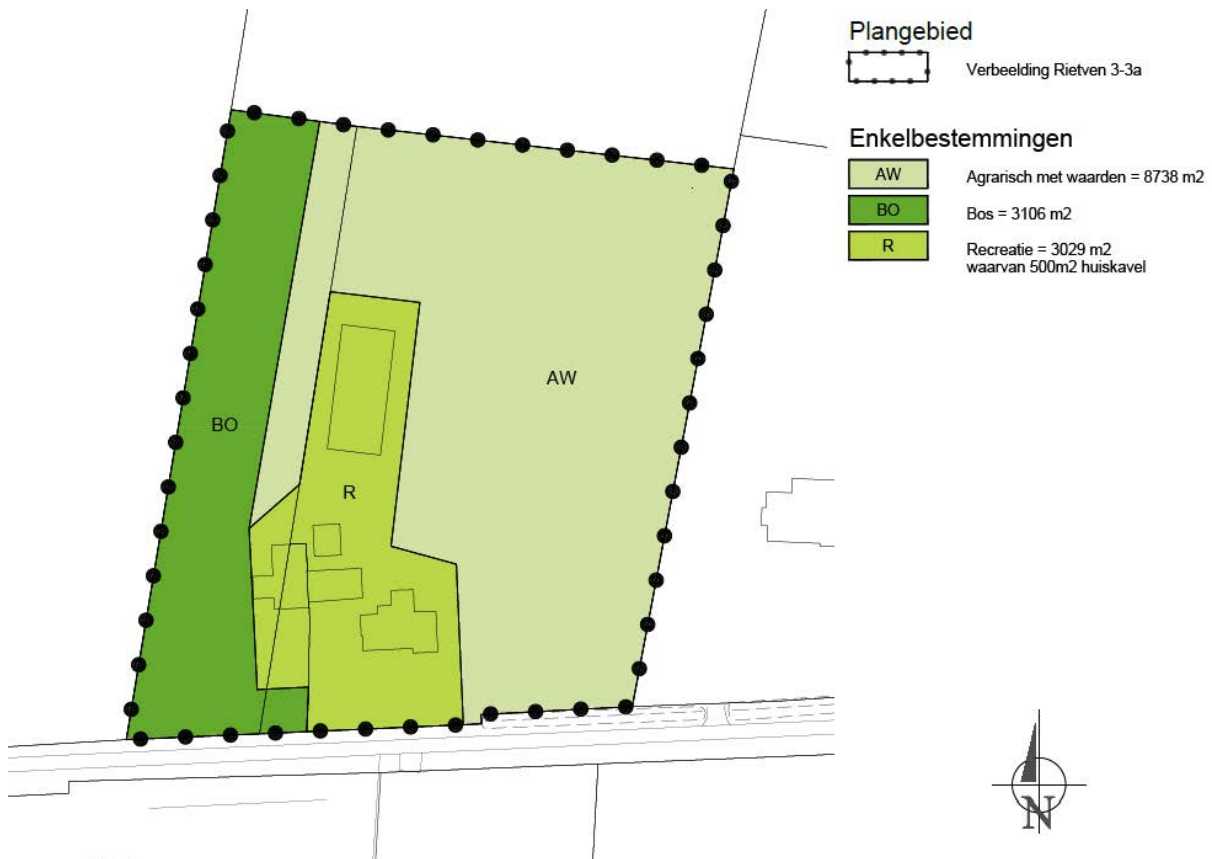 Plangebied
Verbeelding Rietven 3-3a
Enkelbestemmingen
AW Agrarisch met waarden = 8738 m2
BO Bos = 3106 m2
R Recreatie = 3029 m2
waarvan 500m2 huiskavel
AW
BO
R
N